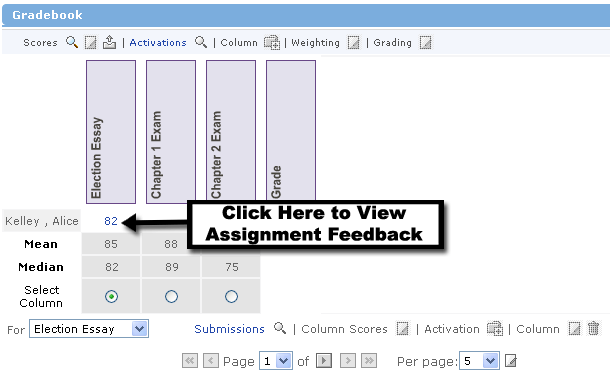 Gradebook
Scores | Activations | Column | Weighting | Grading
Election Essay
Chapter 1 Exam
Chapter 2 Exam
Grade
Kelley , Alice 82
Click Here to View
Assignment Feedback
Mean 85 88
Median 82 89 75
Select
Column
For Election Essay Submissions | Column Scores | Activation | Column
Page 1 of Per page: 5